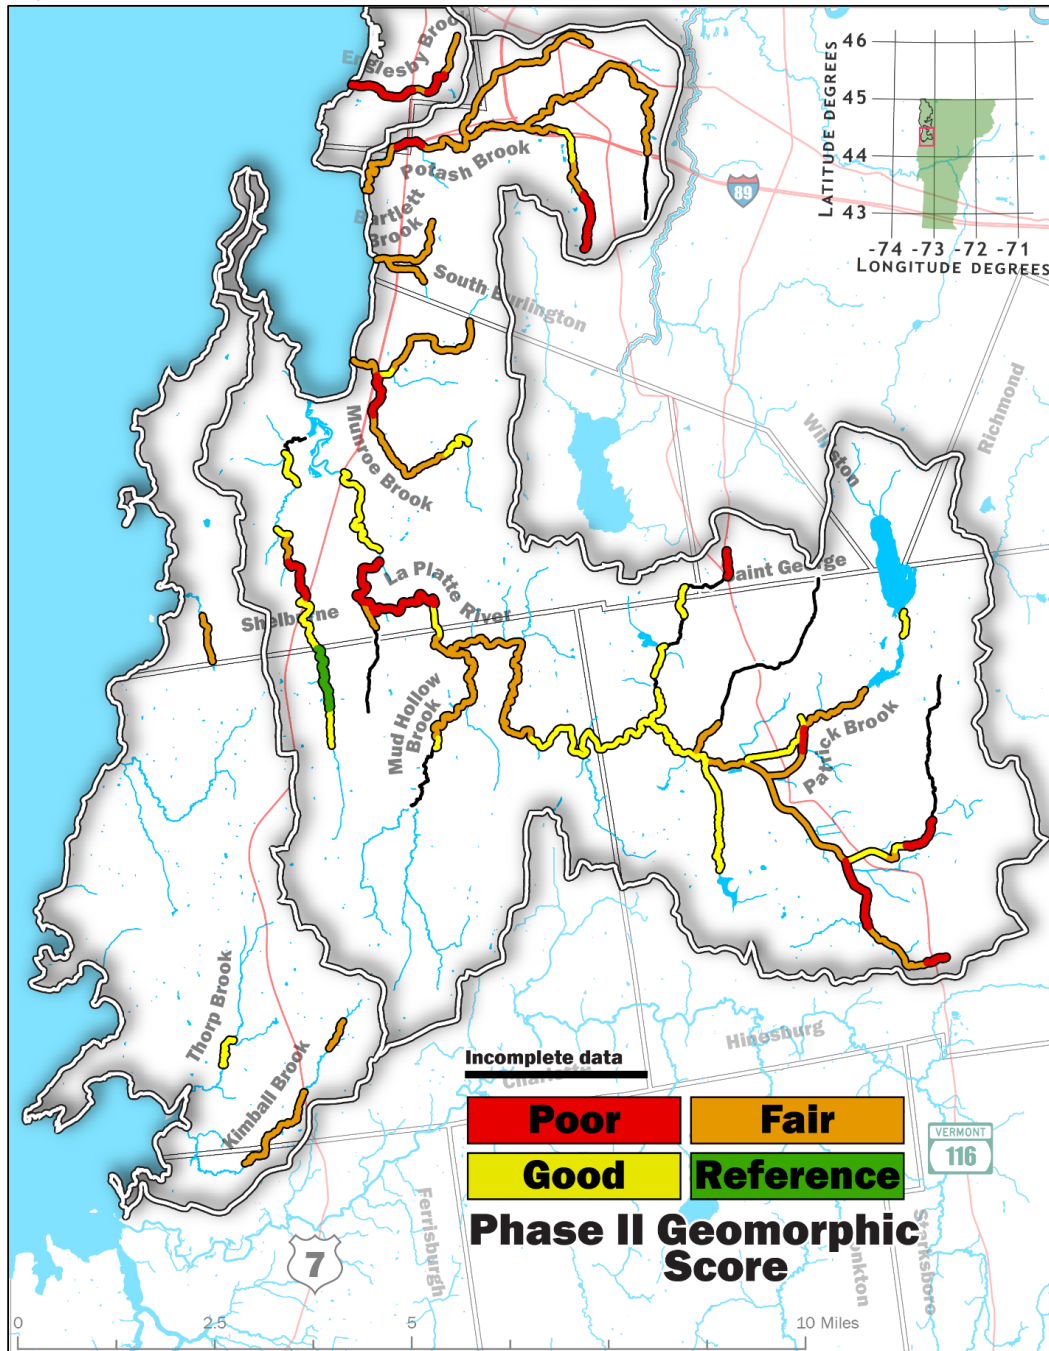 Englesby Brook
46
45
44
43
LATITUDE DEGREES
-74 -73 -72 -71
LONGITUDE DEGREES
89
Potash Brook
Bartlett
Brook
South Burlington
Richmond
Williston
Munroe Brook
Saint George
La Platte River
Shelburne
Mud Hollow
Brook
Patrick Brook
Thorp Brook
Kimball Brook
Hinesburg
Charlotte
Incomplete data
Poor
Fair
Good
Reference
Phase II Geomorphic
Score
VERMONT
116
Ferrisburgh
Starksboro
7
0
2.5
5
10 Miles